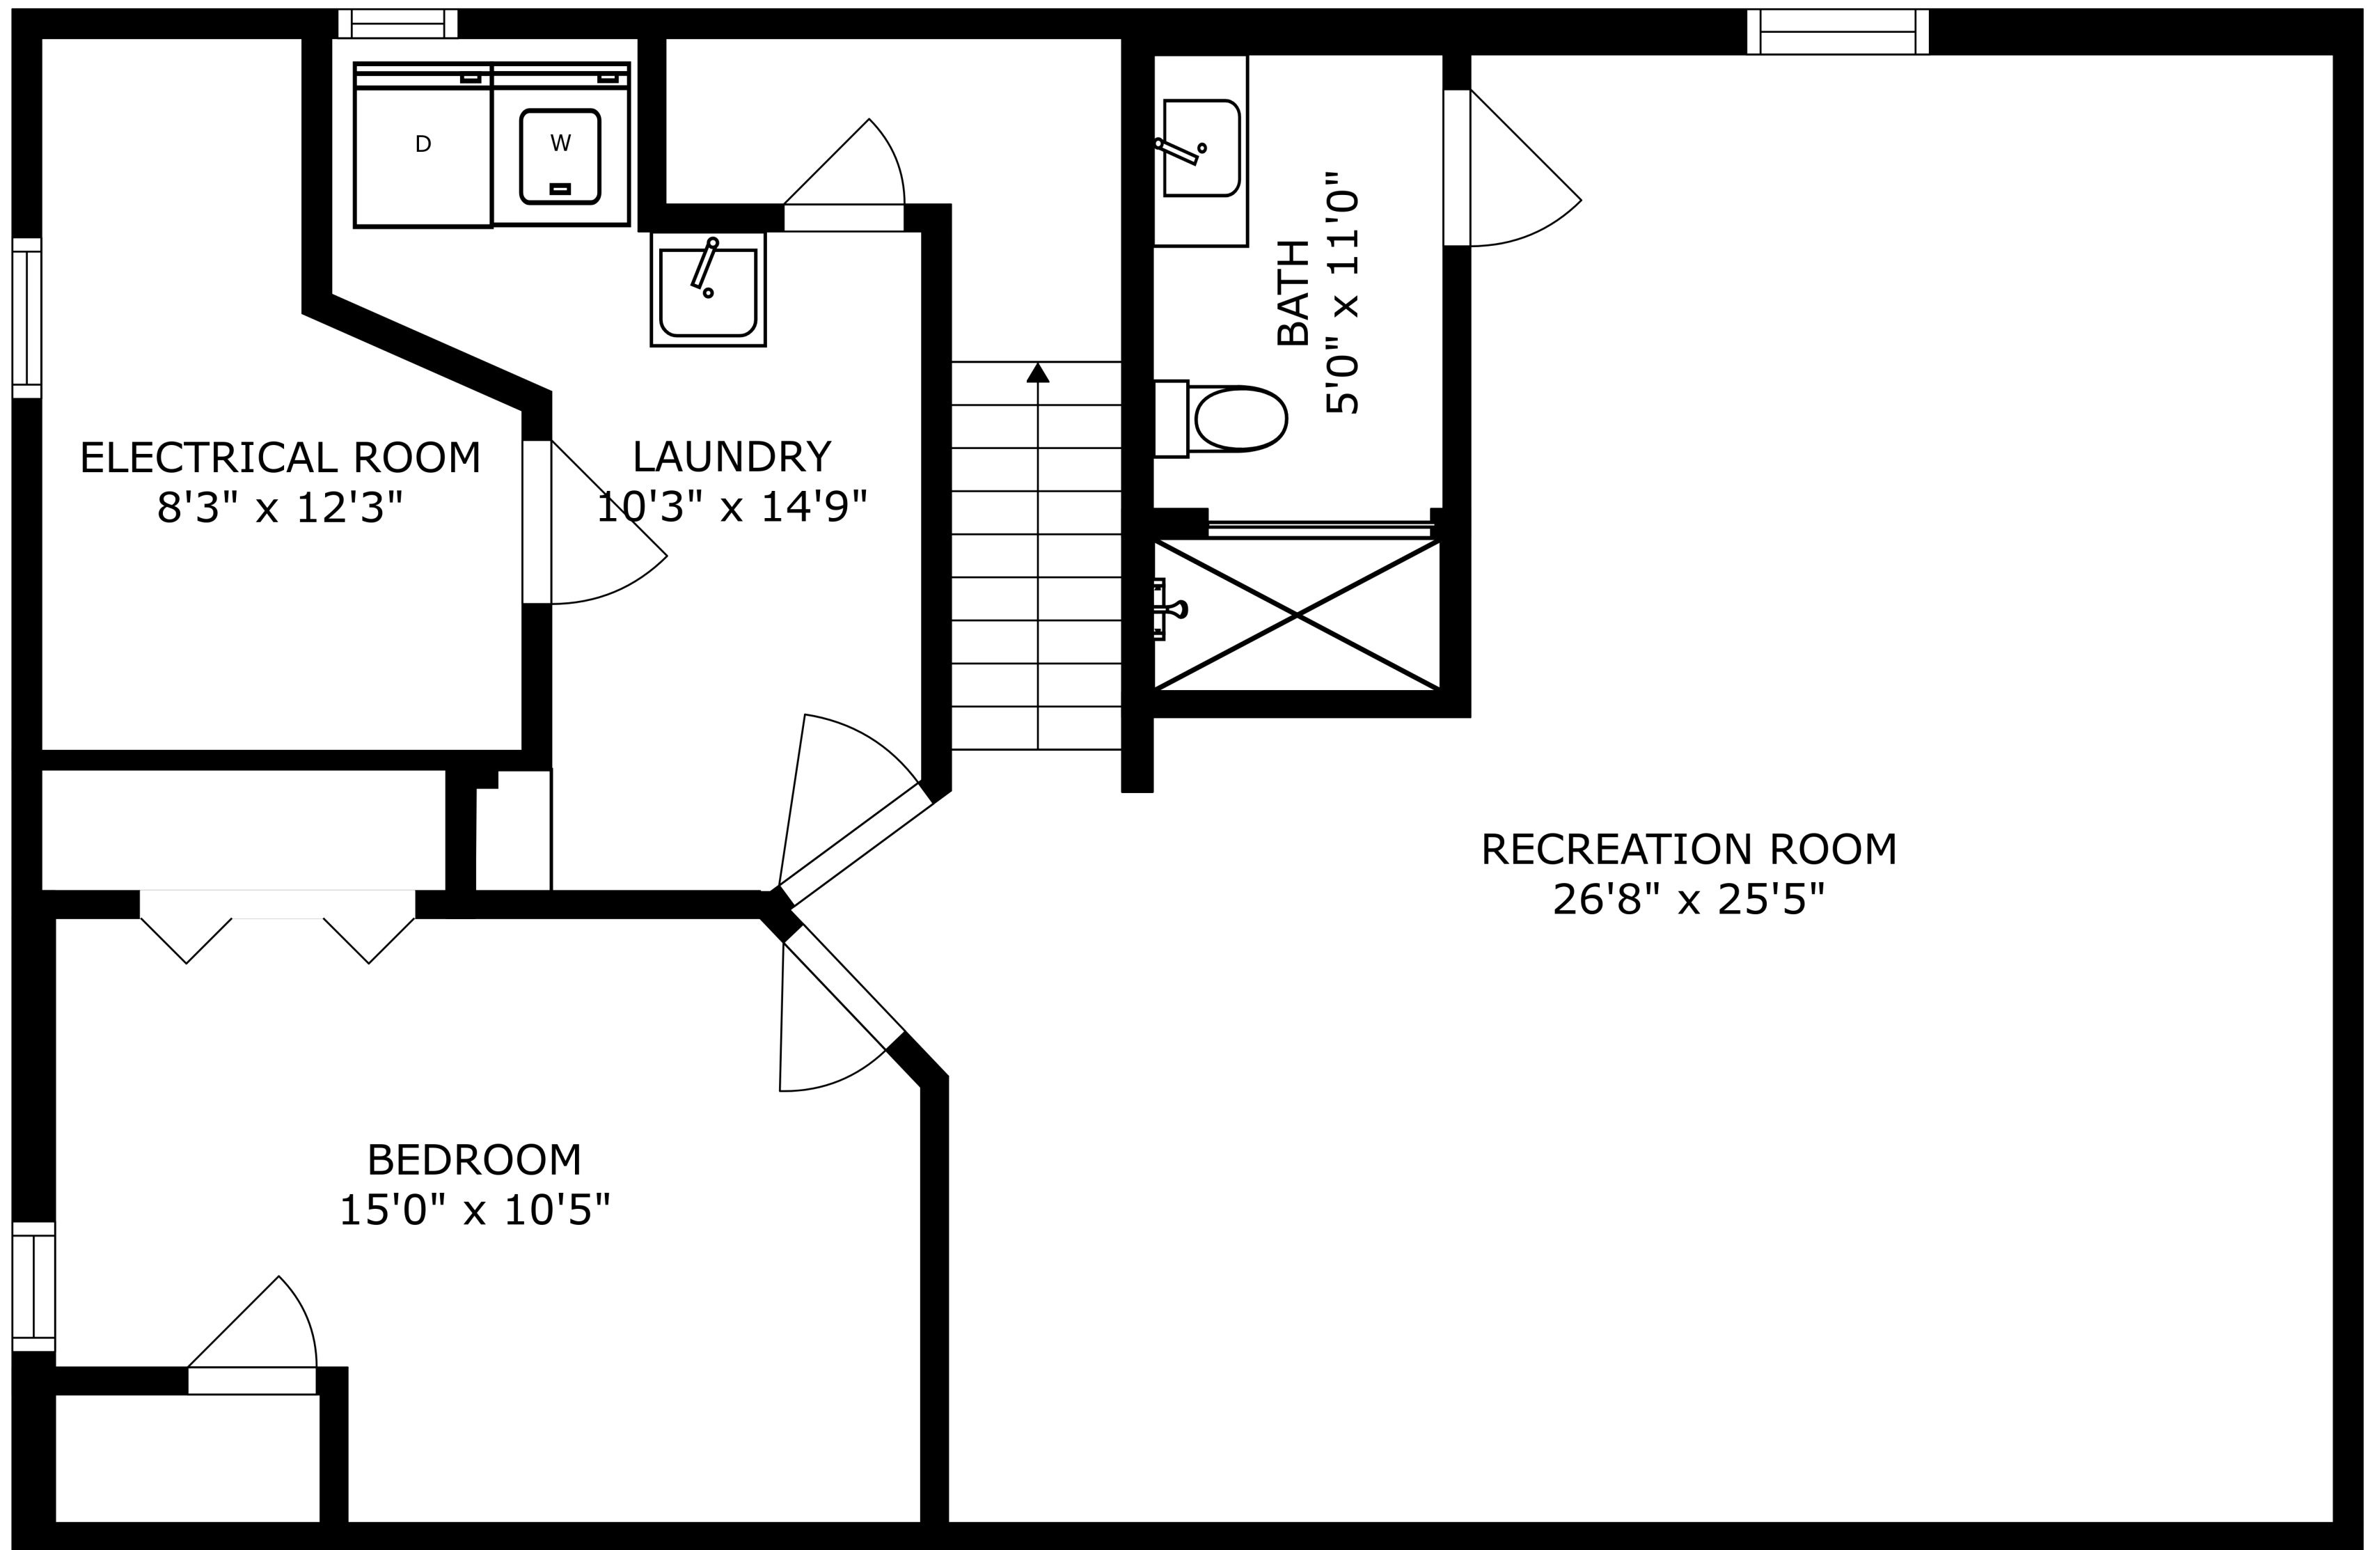 D
W
BATH
5'0" x 11'0"
ELECTRICAL ROOM
8'3" x 12'3"
LAUNDRY
10'3" x 14'9"
RECREATION ROOM
26'8" x 25'5"
BEDROOM
15'0" x 10'5"